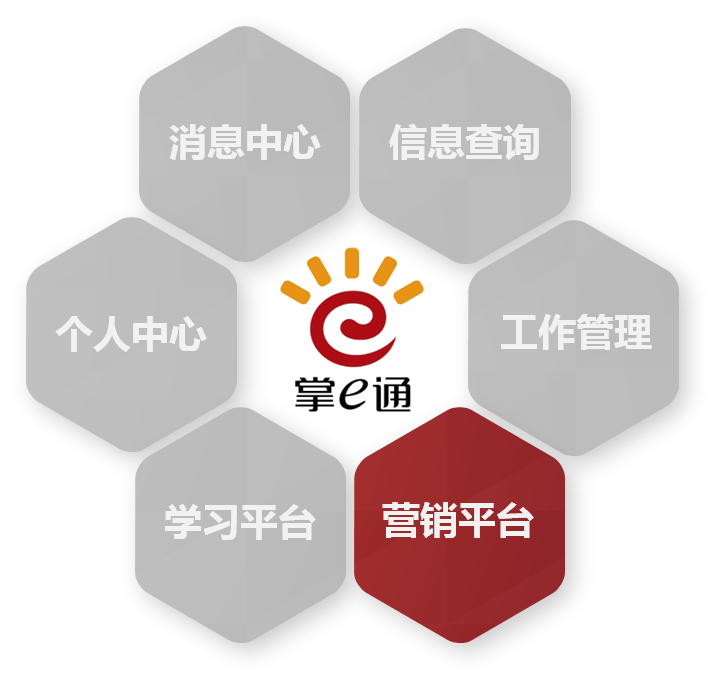 消息中心
信息查询
个人中心
工作管理
掌e通
学习平台
营销平台